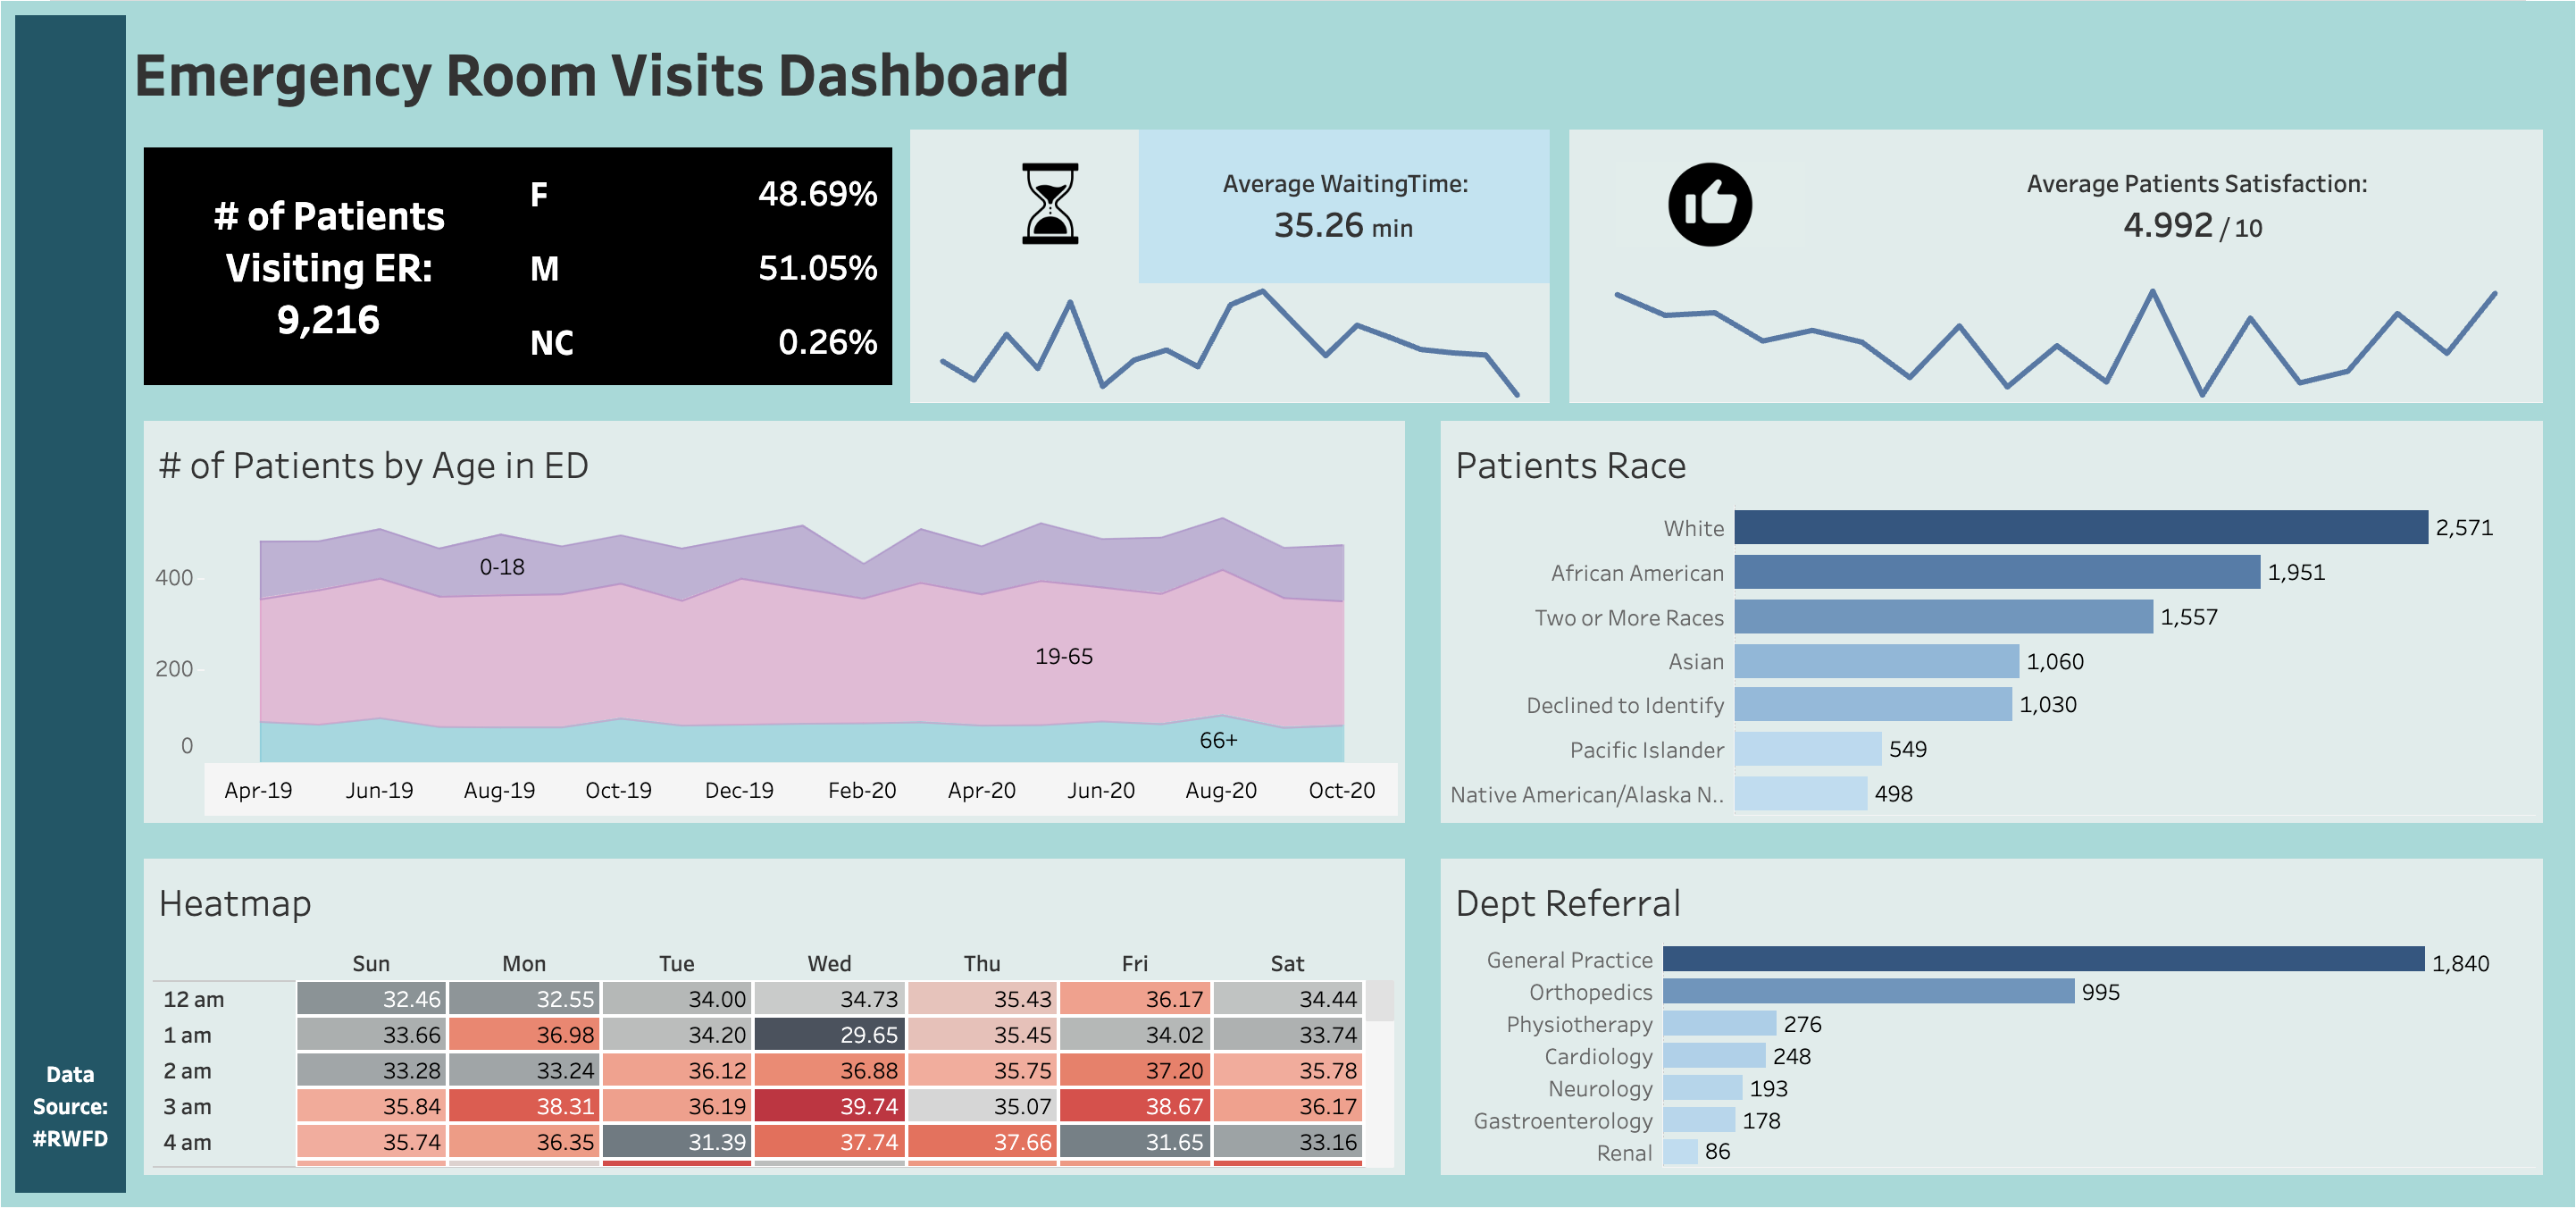 Emergency Room Visits Dashboard
# of Patients
Visiting ER:
9,216
F 48.69%
M 51.05%
NC 0.26%
Average WaitingTime:
35.26 min
Average Patients Satisfaction:
4.992 / 10
# of Patients by Age in ED
400
200
0
0-18
19-65
66+
Apr-19 Jun-19 Aug-19 Oct-19 Dec-19 Feb-20 Apr-20 Jun-20 Aug-20 Oct-20
Patients Race
White 2,571
African American 1,951
Two or More Races 1,557
Asian 1,060
Declined to Identify 1,030
Pacific Islander 549
Native American/Alaska N.. 498
Heatmap
Sun Mon Tue Wed Thu Fri Sat
12 am 32.46 32.55 34.00 34.73 35.43 36.17 34.44
1 am 33.66 36.98 34.20 29.65 35.45 34.02 33.74
2 am 33.28 33.24 36.12 36.88 35.75 37.20 35.78
3 am 35.84 38.31 36.19 39.74 35.07 38.67 36.17
4 am 35.74 36.35 31.39 37.74 37.66 31.65 33.16
Dept Referral
General Practice 1,840
Orthopedics 995
Physiotherapy 276
Cardiology 248
Neurology 193
Gastroenterology 178
Renal 86
Data
Source:
#RWFD